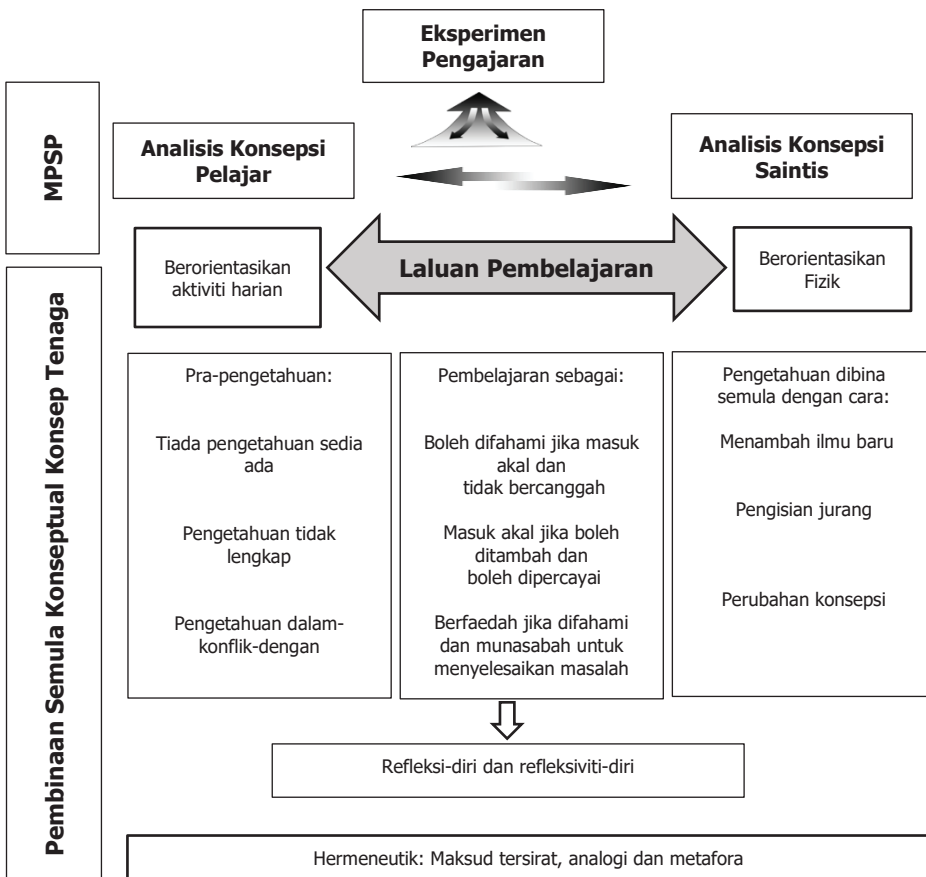 Eksperimen
Pengajaran
MPSP
Analisis Konsepsi
Pelajar
Analisis Konsepsi
Saintis
Berorientasikan
aktiviti harian
Laluan Pembelajaran
Berorientasikan
Fizik
Pembinaan Semula Konseptual Konsep Tenaga
Pra-pengetahuan:
Tiada pengetahuan sedia
ada
Pengetahuan tidak
lengkap
Pengetahuan dalam-
konflik-dengan
Pembelajaran sebagai:
Boleh difahami jika masuk
akal dan
tidak bercanggah
Masuk akal jika boleh
ditambah dan
boleh dipercayai
Berfaedah jika difahami
dan munasabah untuk
menyelesaikan masalah
Pengetahuan dibina
semula dengan cara:
Menambah ilmu baru
Pengisian jurang
Perubahan konsepsi
Refleksi-diri dan refleksiviti-diri
Hermeneutik: Maksud tersirat, analogi dan metafora